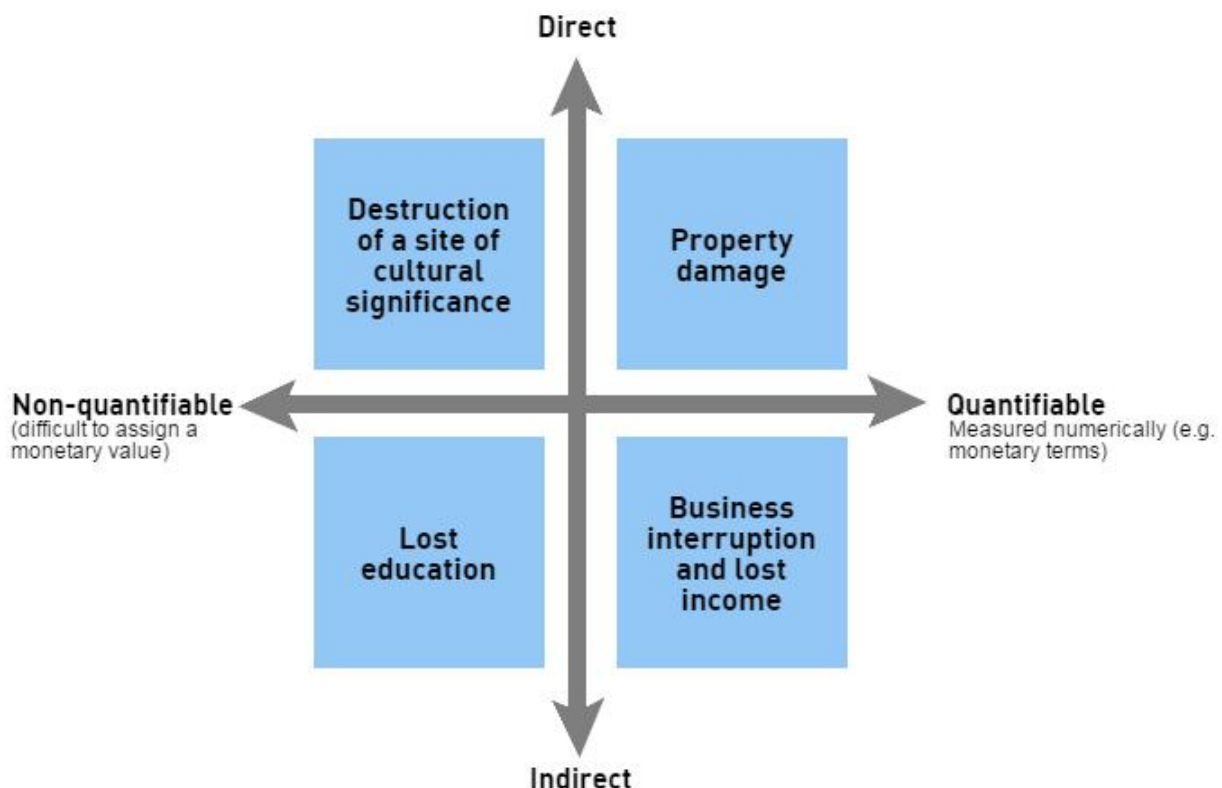 Direct
Destruction
of a site of
cultural
significance
Property
damage
Non-quantifiable
(difficult to assign a
monetary value)
Quantifiable
Measured numerically (e.g.
monetary terms)
Lost
education
Business
interruption
and lost
income
Indirect